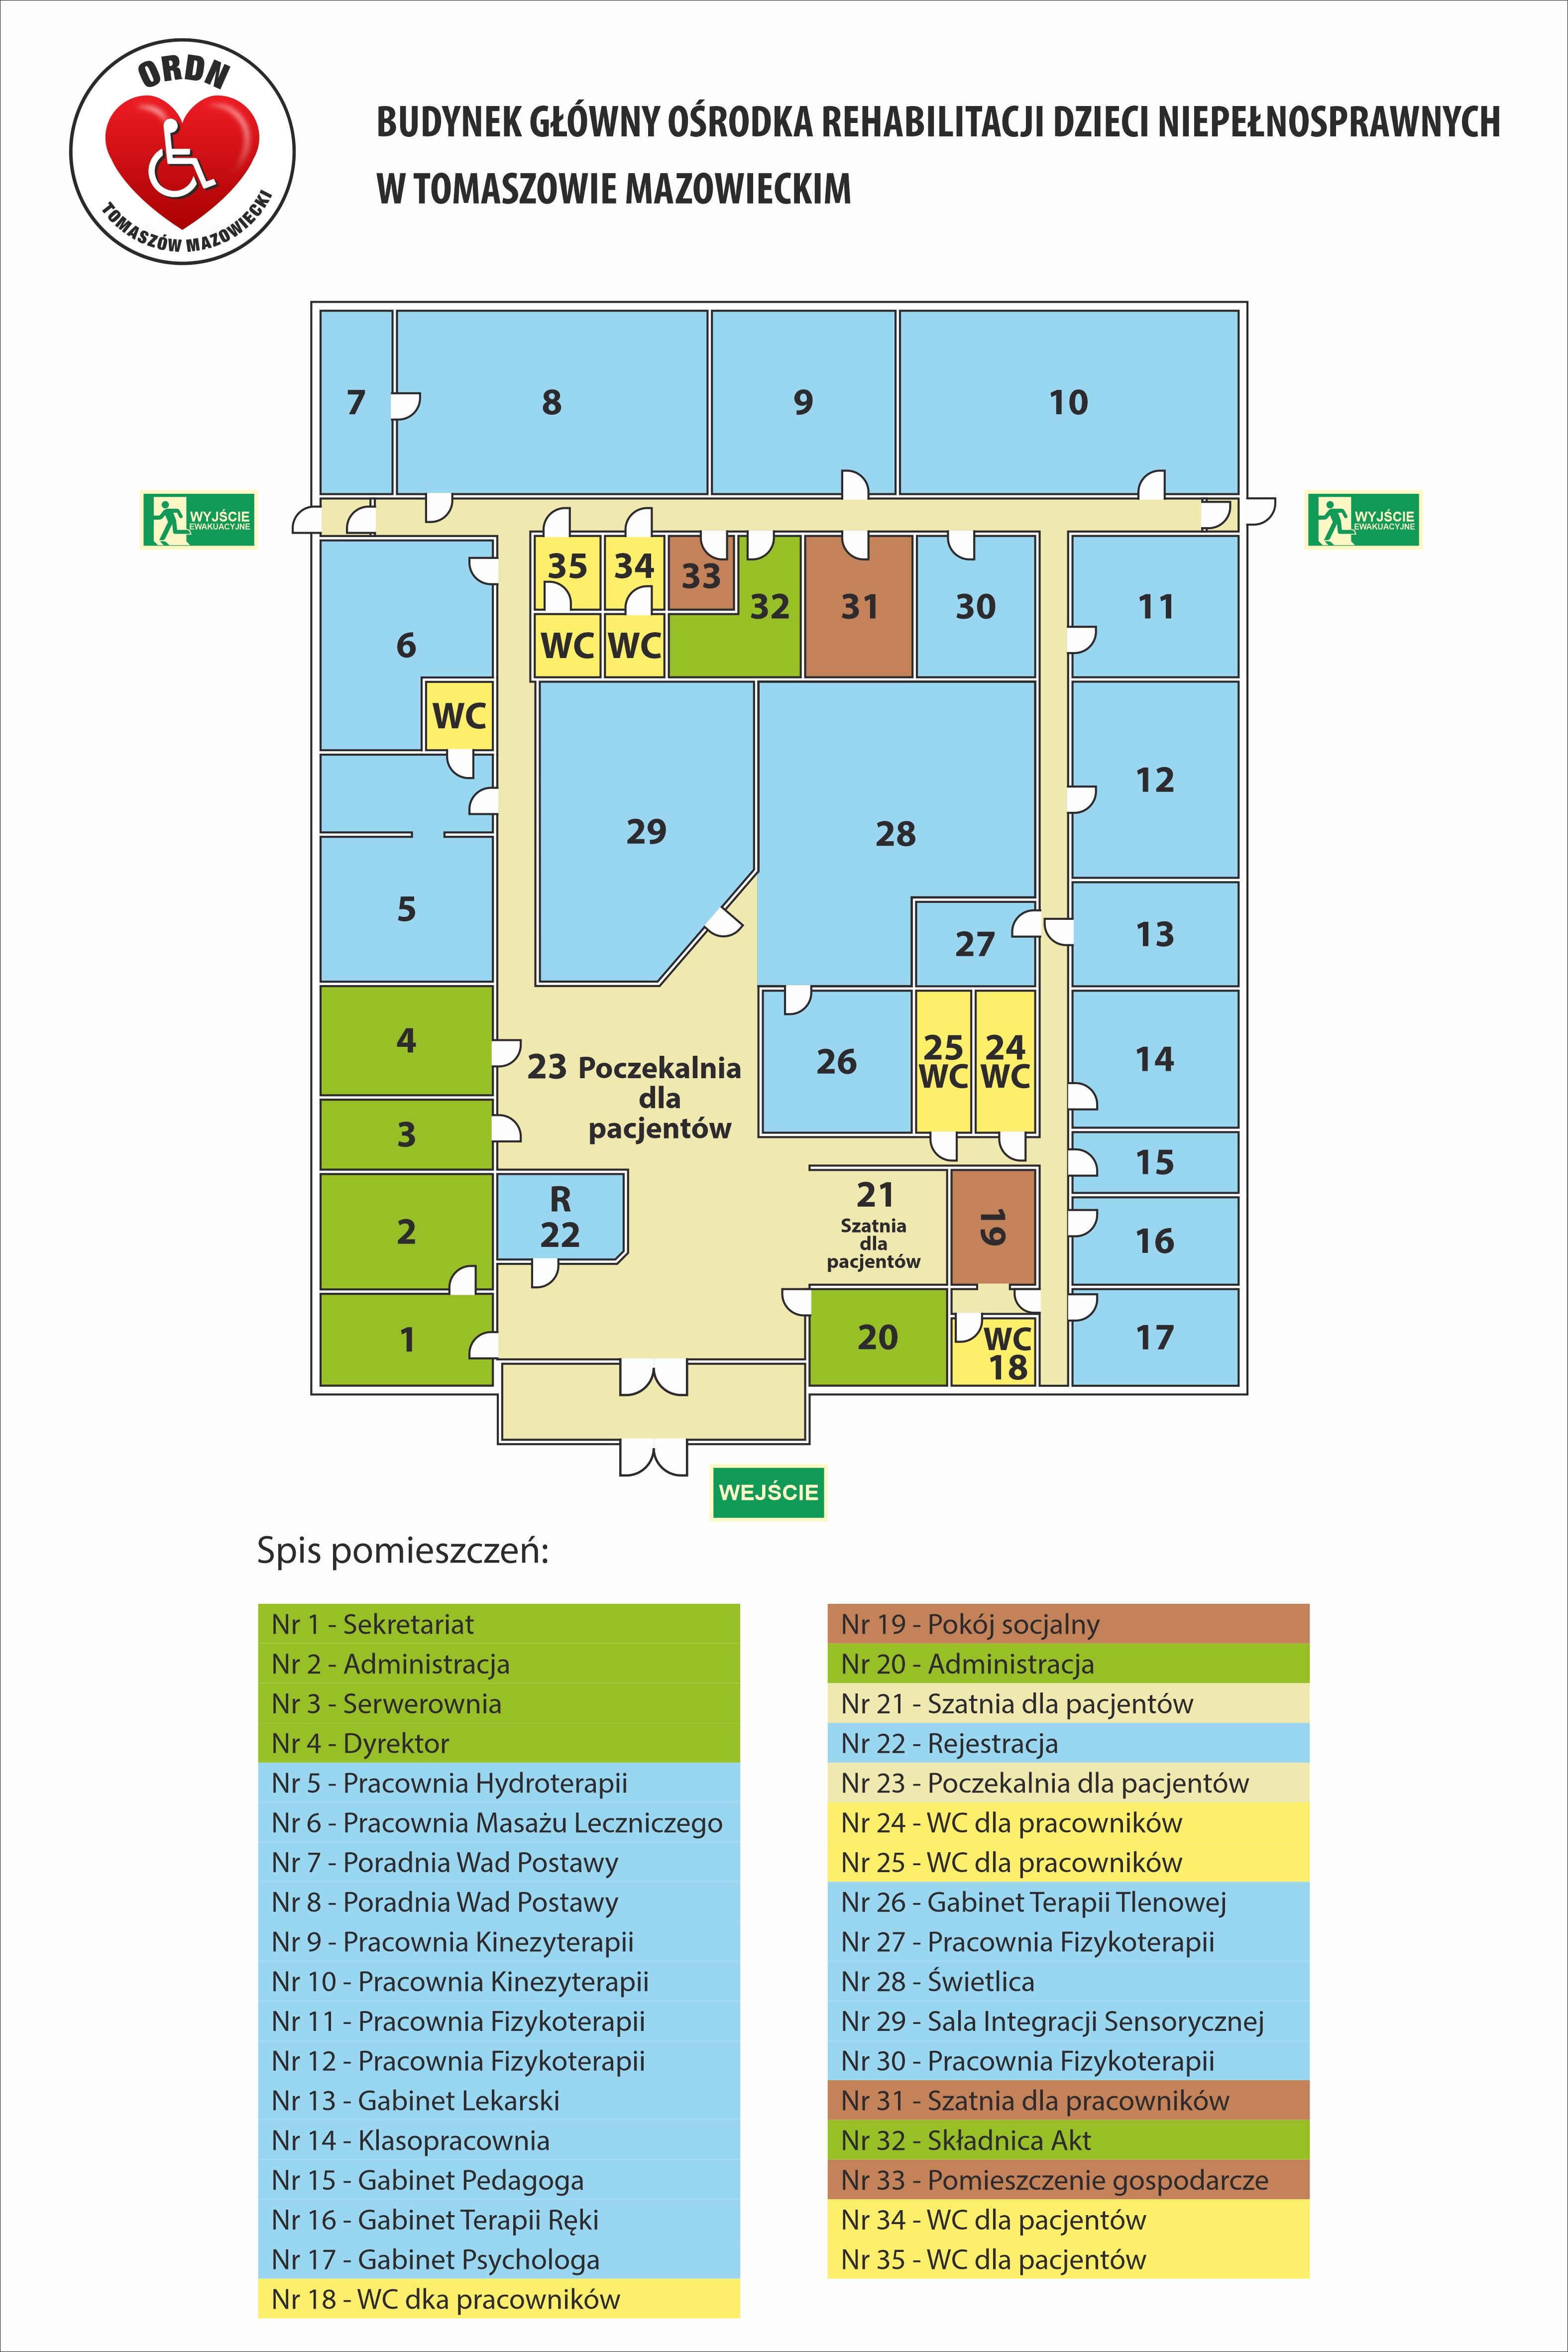 ORDN
TOMASZÓW MAZOWIECKI
BUDYNEK GŁÓWNY OŚRODKA REHABILITACJI DZIECI NIEPEŁNOSPRAWNYCH
W TOMASZOWIE MAZOWIECKIM
7
8
9
10
WYJŚCIE
EWAKUACYJNE
WYJŚCIE
EWAKUACYJNE
35
34
33
32
31
30
11
6
WC
WC
WC
12
29
28
5
27
13
4
23 Poczekalnia
dla
pacjentów
26
25
WC
24
WC
14
3
15
2
R
22
21
Szatnia
dla
pacjentów
19
16
1
20
WC
18
17
WEJŚCIE
Spis pomieszczeń:
Nr 1 - Sekretariat
Nr 2 - Administracja
Nr 3 - Serwerownia
Nr 4 - Dyrektor
Nr 5 - Pracownia Hydroterapii
Nr 6 - Pracownia Masażu Leczniczego
Nr 7 - Poradnia Wad Postawy
Nr 8 - Poradnia Wad Postawy
Nr 9 - Pracownia Kinezyterapii
Nr 10 - Pracownia Kinezyterapii
Nr 11 - Pracownia Fizykoterapii
Nr 12 - Pracownia Fizykoterapii
Nr 13 - Gabinet Lekarski
Nr 14 - Klasopracownia
Nr 15 - Gabinet Pedagoga
Nr 16 - Gabinet Terapii Ręki
Nr 17 - Gabinet Psychologa
Nr 18 - WC dka pracowników
Nr 19 - Pokój socjalny
Nr 20 - Administracja
Nr 21 - Szatnia dla pacjentów
Nr 22 - Rejestracja
Nr 23 - Poczekalnia dla pacjentów
Nr 24 - WC dla pracowników
Nr 25 - WC dla pracowników
Nr 26 - Gabinet Terapii Tlenowej
Nr 27 - Pracownia Fizykoterapii
Nr 28 - Świetlica
Nr 29 - Sala Integracji Sensorycznej
Nr 30 - Pracownia Fizykoterapii
Nr 31 - Szatnia dla pracowników
Nr 32 - Składnica Akt
Nr 33 - Pomieszczenie gospodarcze
Nr 34 - WC dla pacjentów
Nr 35 - WC dla pacjentów